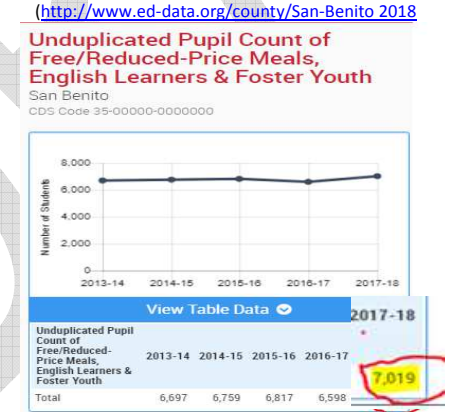 (http://www.ed-data.org/county/San-Benito 2018
Unduplicated Pupil Count of
Free/Reduced-Price Meals,
English Learners & Foster Youth
San Benito
CDS Code 35-00000-0000000
Number of Students
8,000
6,000
4,000
2,000
0
2013-14 2014-15 2015-16 2016-17 2017-18
View Table Data
Unduplicated Pupil
Count of
Free/Reduced-
Price Meals,
English Learners &
Foster Youth
2013-14 2014-15 2015-16 2016-17
2017-18
Total 6,697 6,759 6,817 6,598
7,019